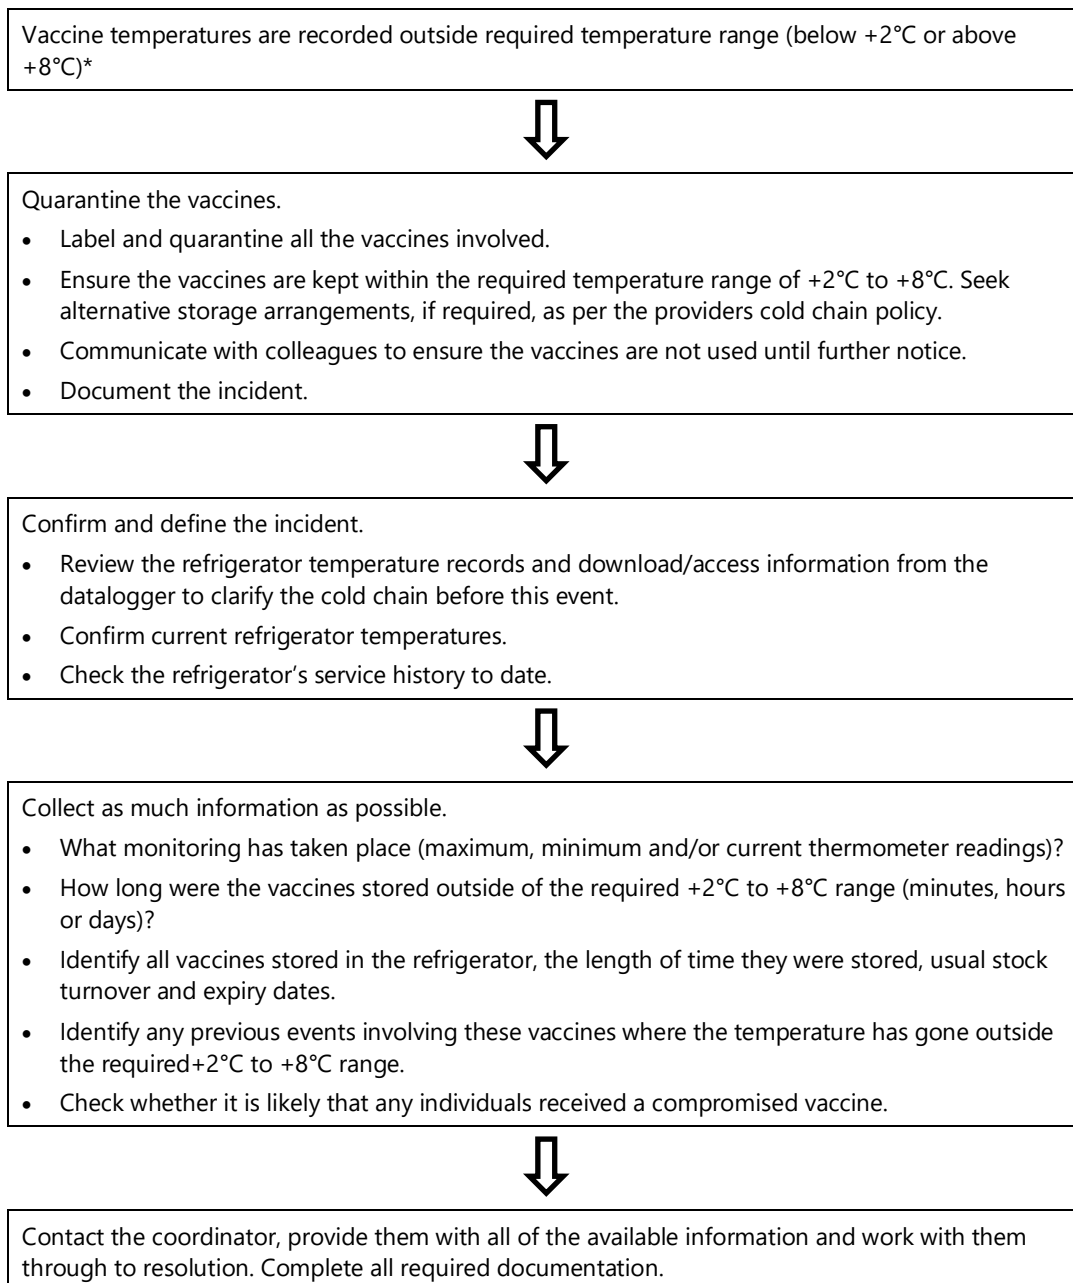 Vaccine temperatures are recorded outside required temperature range (below +2°C or above
+8°C)*
Quarantine the vaccines.
• Label and quarantine all the vaccines involved.
• Ensure the vaccines are kept within the required temperature range of +2°C to +8°C. Seek
alternative storage arrangements, if required, as per the providers cold chain policy.
• Communicate with colleagues to ensure the vaccines are not used until further notice.
• Document the incident.
Confirm and define the incident.
• Review the refrigerator temperature records and download/access information from the
datalogger to clarify the cold chain before this event.
• Confirm current refrigerator temperatures.
• Check the refrigerator’s service history to date.
Collect as much information as possible.
• What monitoring has taken place (maximum, minimum and/or current thermometer readings)?
• How long were the vaccines stored outside of the required +2°C to +8°C range (minutes, hours
or days)?
• Identify all vaccines stored in the refrigerator, the length of time they were stored, usual stock
turnover and expiry dates.
• Identify any previous events involving these vaccines where the temperature has gone outside
the required+2°C to +8°C range.
• Check whether it is likely that any individuals received a compromised vaccine.
Contact the coordinator, provide them with all of the available information and work with them
through to resolution. Complete all required documentation.